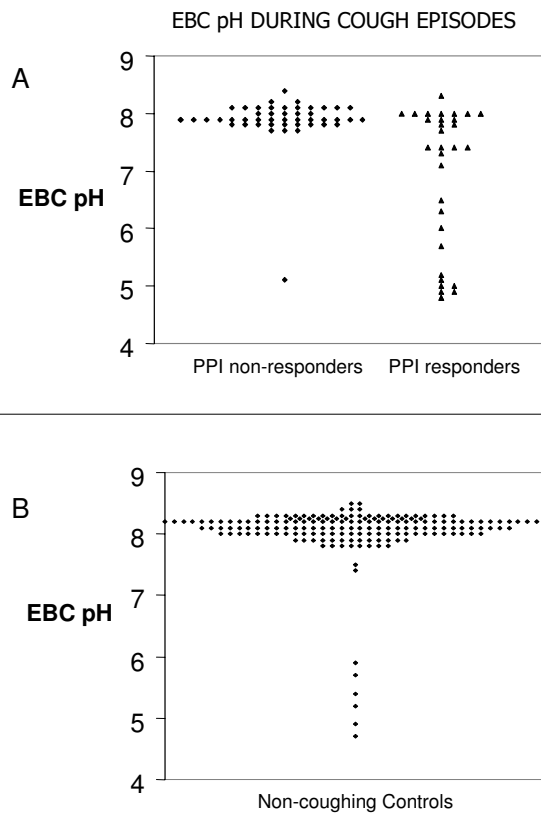 EBC pH DURING COUGH EPISODES
A
9
8
7
EBC pH
6
5
4
PPI non-responders PPI responders
B
9
8
7
EBC pH
6
5
4
Non-coughing Controls